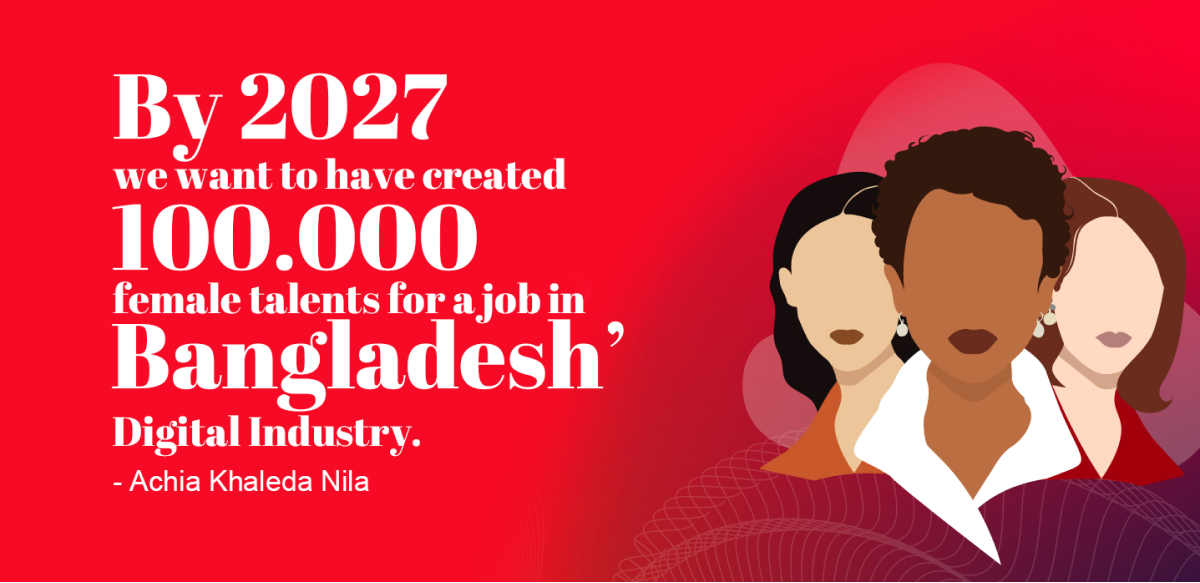 By 2027
we want to have created
100.000
female talents for a job in
Bangladesh’
Digital Industry.
- Achia Khaleda Nila